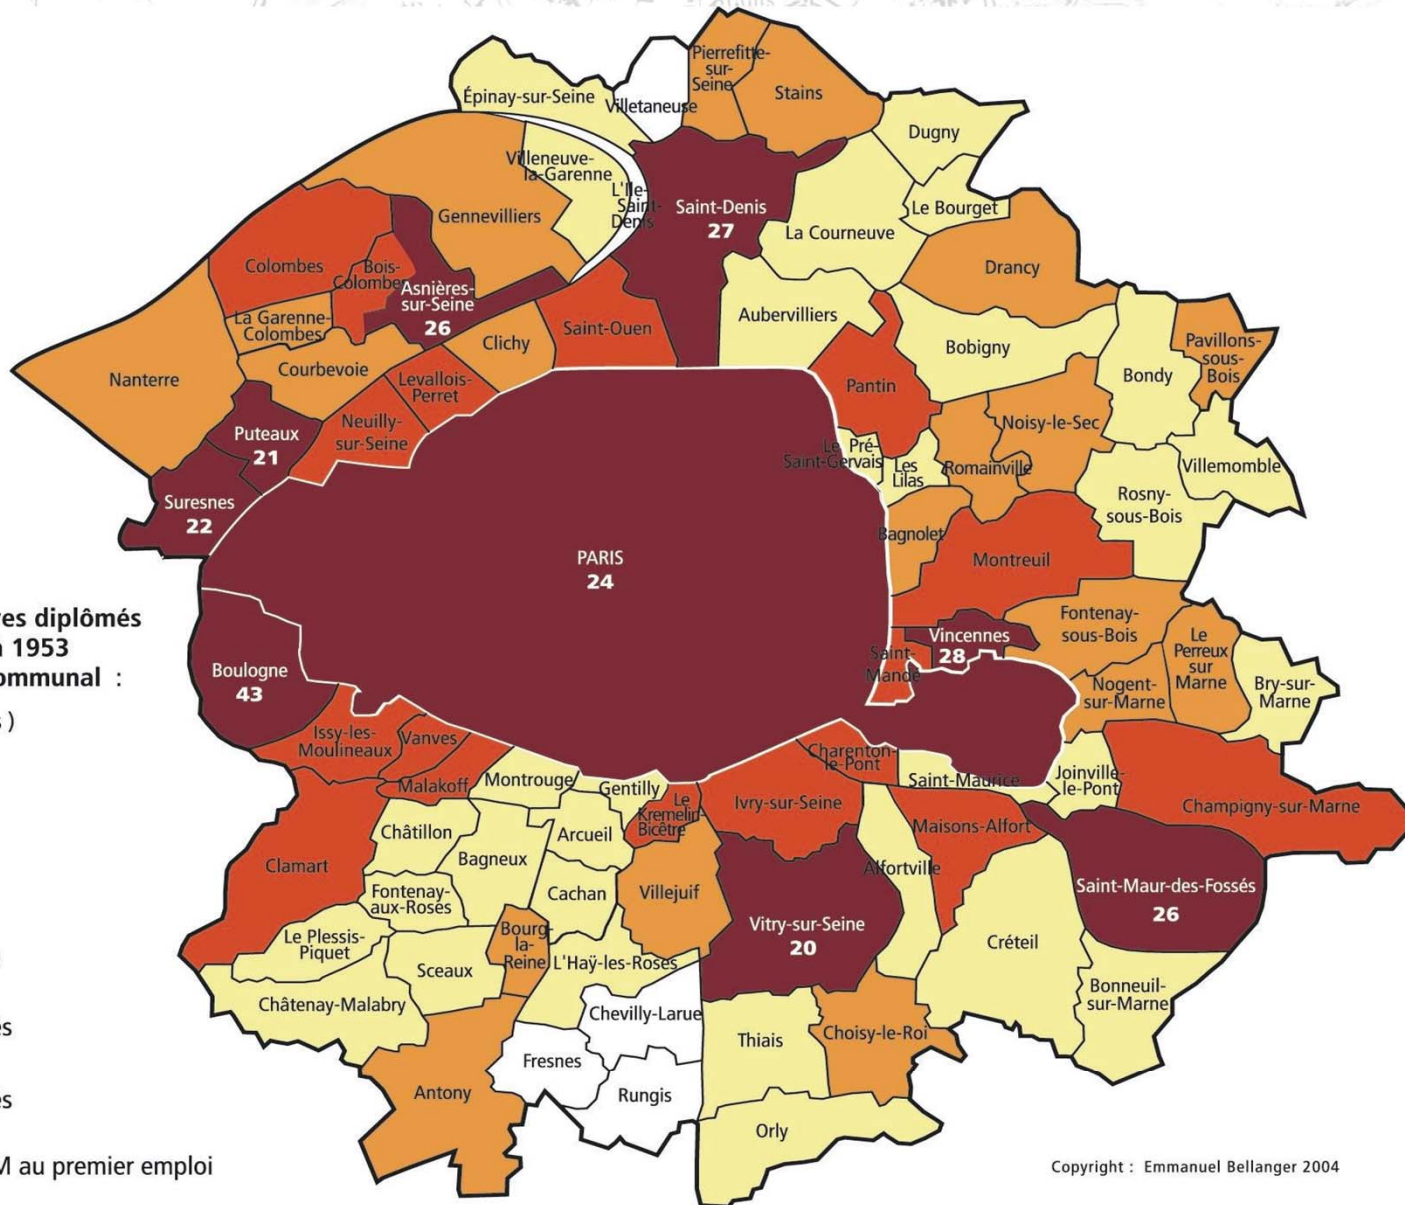 Pierrefitte-
sur-
Seine
Stains
Épinay-sur-Seine
Villetaneuse
Dugny
Villeneuve-
la-Garenne
L'Ile-
Saint-
Denis
Saint-Denis
27
Le Bourget
La Courneuve
Gennevilliers
Colombes
Bois-
Colombes
Asnières-
sur-Seine
26
Drancy
La Garenne-
Colombes
Saint-Ouen
Aubervilliers
Clichy
Courbevoie
Nanterre
Levallois-
Perret
Pantin
Bobigny
Bondy
Pavillons-
sous-
Bois
Neuilly-
sur-Seine
Puteaux
21
Noisy-le-Sec
Le Pré-
Saint-Gervais
Les
Lilas
Romainville
Villemomble
Suresnes
22
Rosny-
sous-Bois
Bagnolet
Montreuil
PARIS
24
Fontenay-
sous-Bois
Vincennes
28
Saint-
Mandé
Le
Perreux
sur
Marne
Nogent-
sur-Marne
Bry-sur-
Marne
res diplômés
1953
ommunal :
s )
Boulogne
43
Issy-les-
Moulineaux
Vanves
Malakoff
Montrouge
Gentilly
Charenton-
le-Pont
Saint-Maurice
Joinville-
le-Pont
Champigny-sur-Marne
Le
Kremelin-
Bicêtre
Ivry-sur-Seine
Maisons-Alfort
Châtillon
Arcueil
Bagneux
Clamart
Alfortville
Fontenay-
aux-Roses
Cachan
Villejuif
Saint-Maur-des-Fossés
26
Vitry-sur-Seine
20
Le Plessis-
Piquet
Bourg-
la-
Reine
Sceaux
L'Haÿ-les-Roses
Créteil
Châtenay-Malabry
Bonneuil-
sur-Marne
Chevilly-Larue
Thiais
Choisy-le-Roi
Fresnes
Rungis
Antony
Orly
es
es
M au premier emploi
Copyright : Emmanuel Bellanger 2004